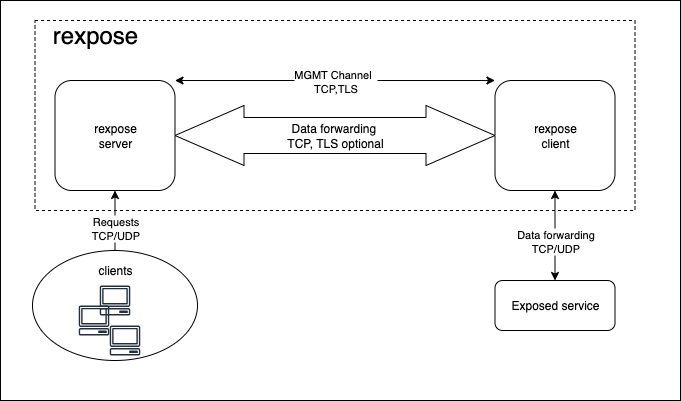 rexpose
MGMT Channel
TCP,TLS
rexpose
server
Data forwarding
TCP, TLS optional
rexpose
client
Requests
TCP/UDP
Data forwarding
TCP/UDP
clients
Exposed service